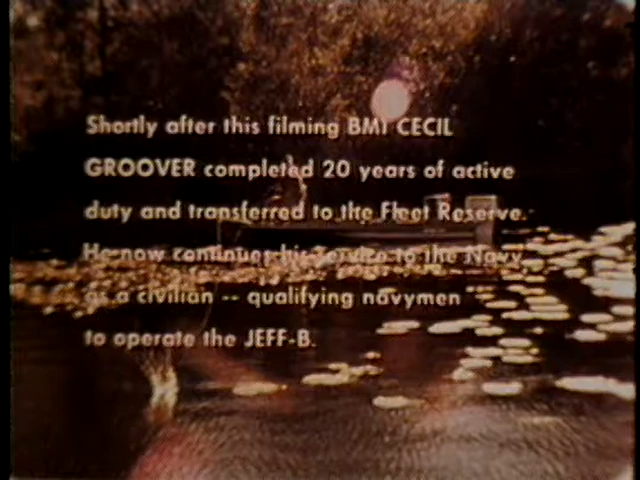 Shortly after this filming BM1 CECIL
GROOVER completed 20 years of active
duty and transferred to the Fleet Reserve.
He now continues his service to the Navy
as a civilian -- qualifying navymen
to operate the JEFF-B.